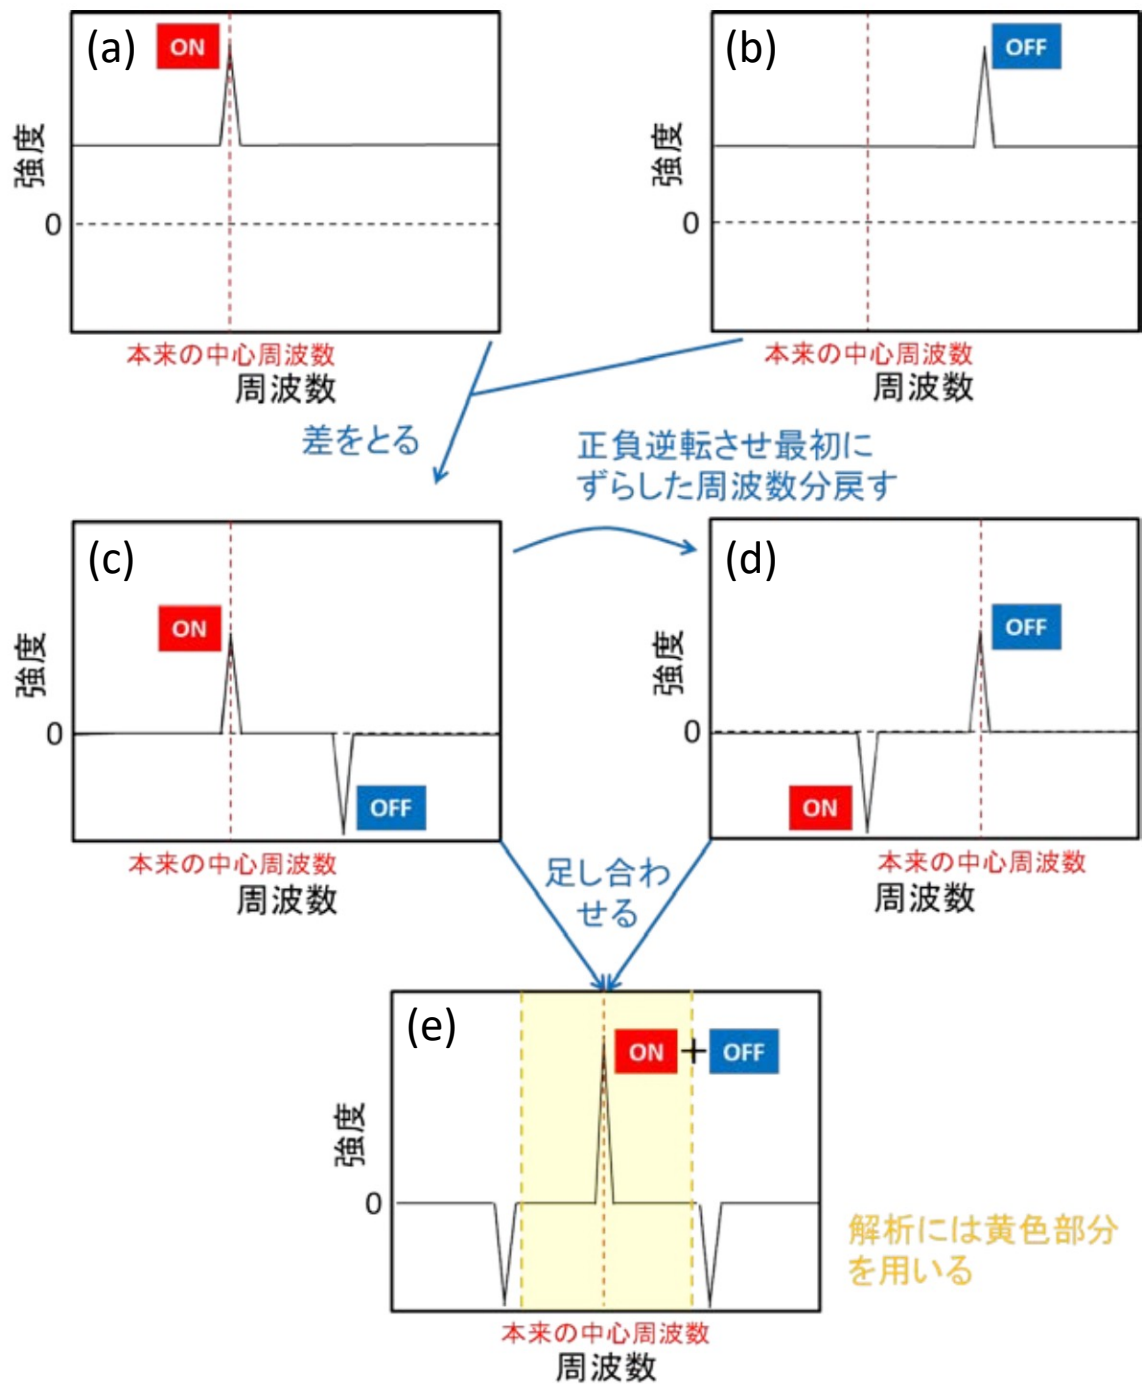 (a)
ON
強度
0
本来の中心周波数
周波数
(b)
OFF
強度
0
本来の中心周波数
周波数
差をとる
正負逆転させ最初に
ずらした周波数分戻す
(c)
ON
強度
0
OFF
本来の中心周波数
周波数
(d)
OFF
強度
0
ON
本来の中心周波数
周波数
足し合わ
せる
(e)
ON + OFF
強度
0
本来の中心周波数
周波数
解析には黄色部分
を用いる